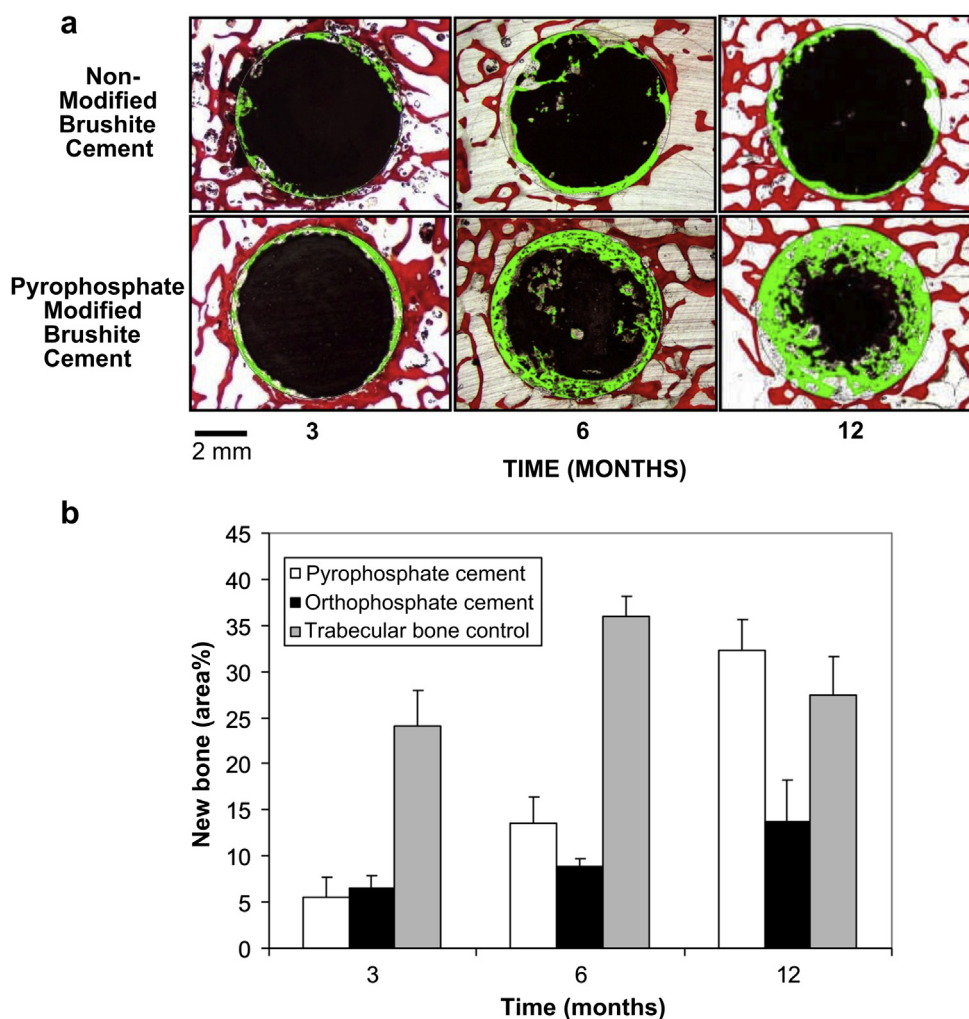 a
Non-
Modified
Brushite
Cement
Pyrophosphate
Modified
Brushite
Cement
2 mm
3
6
12
TIME (MONTHS)
b
45
40
35
30
25
20
15
10
5
0
New bone (area%)
Pyrophosphate cement
Orthophosphate cement
Trabecular bone control
3
6
12
Time (months)